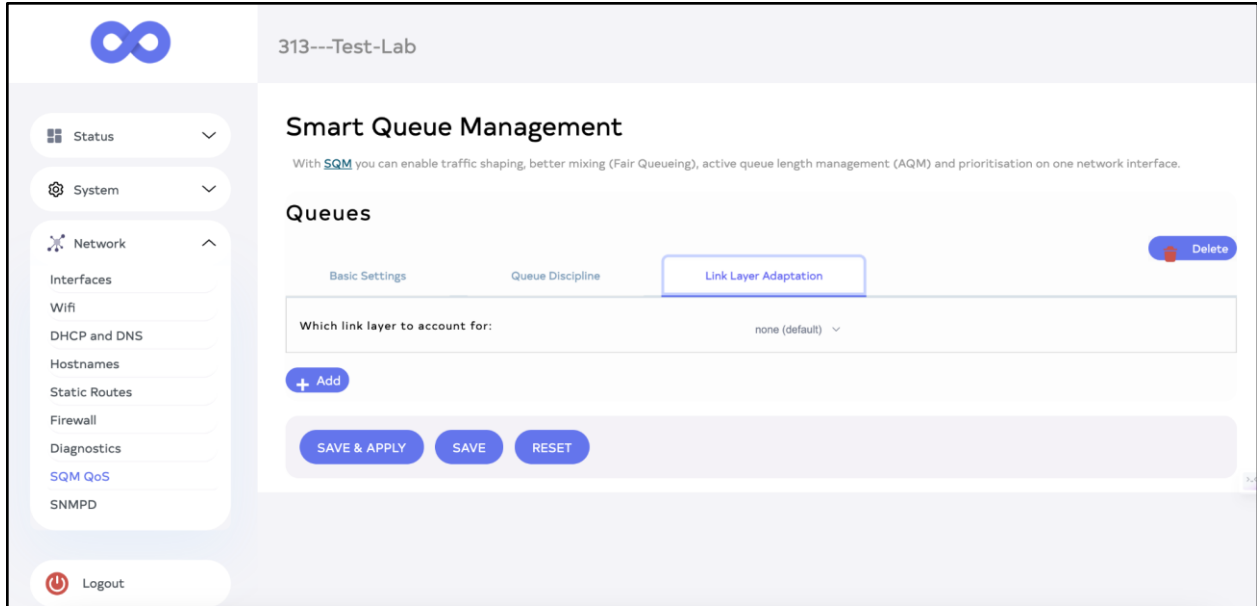 313---Test-Lab
Status
System
Network
Interfaces
Wifi
DHCP and DNS
Hostnames
Static Routes
Firewall
Diagnostics
SQM QoS
SNMPD
Logout
Smart Queue Management
With SQM you can enable traffic shaping, better mixing (Fair Queueing), active queue length management (AQM) and prioritisation on one network interface.
Queues
Delete
Basic Settings
Queue Discipline
Link Layer Adaptation
Which link layer to account for:
none (default)
Add
SAVE & APPLY
SAVE
RESET